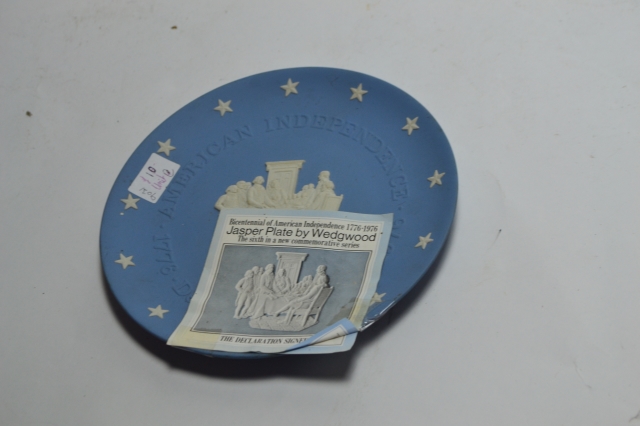 AMERICAN INDEPENDENCE
Bicentennial of American Independence 1776-1976
Jasper Plate by Wedgwood
The sixth in a new commemorative series
THE DECLARATION